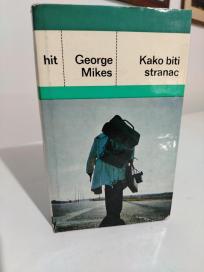 hit
George
Mikes
Kako biti
stranac